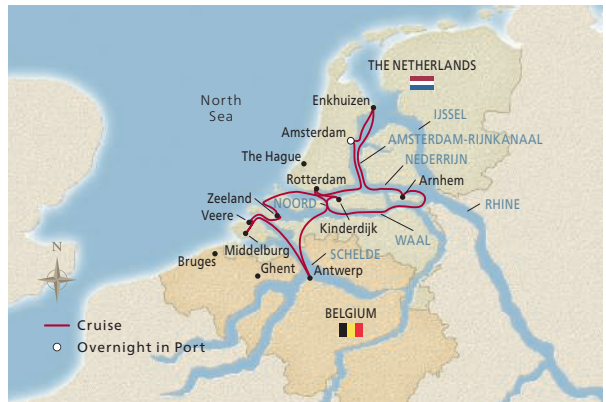 THE NETHERLANDS
North
Sea
Enkhuizen
IJSSEL
Amsterdam
AMSTERDAM-RIJNKANAAL
The Hague
NEDERRIJN
Rotterdam
Arnhem
Zeeland
NOORD
RHINE
Veere
Kinderdijk
WAAL
Middelburg
SCHELDE
Bruges
Ghent
Antwerp
N
BELGIUM
Cruise
Overnight in Port